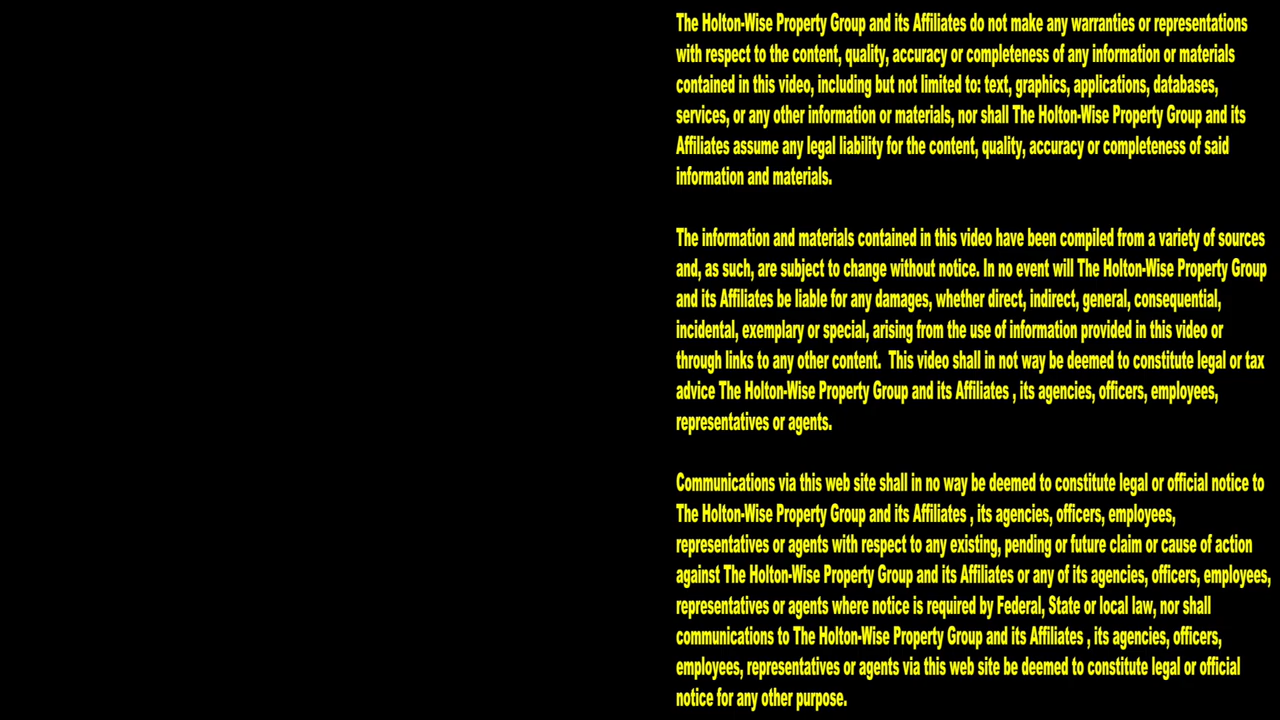 The Holton-Wise Property Group and its Affiliates do not make any warranties or representations
with respect to the content, quality, accuracy or completeness of any information or materials
contained in this video, including but not limited to: text, graphics, applications, databases,
services, or any other information or materials, nor shall The Holton-Wise Property Group and its
Affiliates assume any legal liability for the content, quality, accuracy or completeness of said
information and materials.
The information and materials contained in this video have been compiled from a variety of sources
and, as such, are subject to change without notice. In no event will The Holton-Wise Property Group
and its Affiliates be liable for any damages, whether direct, indirect, general, consequential,
incidental, exemplary or special, arising from the use of information provided in this video or
through links to any other content.  This video shall in not way be deemed to constitute legal or tax
advice The Holton-Wise Property Group and its Affiliates , its agencies, officers, employees,
representatives or agents.
Communications via this web site shall in no way be deemed to constitute legal or official notice to
The Holton-Wise Property Group and its Affiliates , its agencies, officers, employees,
representatives or agents with respect to any existing, pending or future claim or cause of action
against The Holton-Wise Property Group and its Affiliates or any of its agencies, officers, employees,
representatives or agents where notice is required by Federal, State or local law, nor shall
communications to The Holton-Wise Property Group and its Affiliates , its agencies, officers,
employees, representatives or agents via this web site be deemed to constitute legal or official
notice for any other purpose.